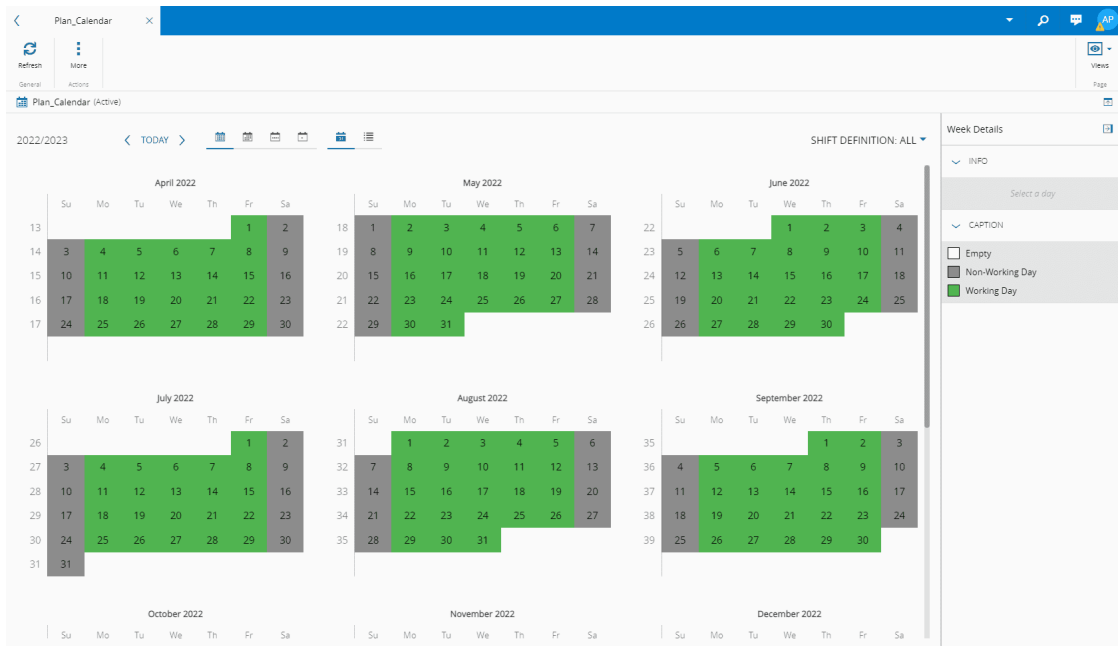 Plan_Calendar
AP
Refresh
More
Views
General
Actions
Page
Plan_Calendar (Active)
2022/2023
TODAY
SHIFT DEFINITION: ALL
Week Details
INFO
Select a day
CAPTION
Empty
Non-Working Day
Working Day
April 2022
Su Mo Tu We Th Fr Sa
13 1 2
14 3 4 5 6 7 8 9
15 10 11 12 13 14 15 16
16 17 18 19 20 21 22 23
17 24 25 26 27 28 29 30
May 2022
Su Mo Tu We Th Fr Sa
18 1 2 3 4 5 6 7
19 8 9 10 11 12 13 14
20 15 16 17 18 19 20 21
21 22 23 24 25 26 27 28
22 29 30 31
June 2022
Su Mo Tu We Th Fr Sa
22 1 2 3 4
23 5 6 7 8 9 10 11
24 12 13 14 15 16 17 18
25 19 20 21 22 23 24 25
26 26 27 28 29 30
July 2022
Su Mo Tu We Th Fr Sa
26 1 2
27 3 4 5 6 7 8 9
28 10 11 12 13 14 15 16
29 17 18 19 20 21 22 23
30 24 25 26 27 28 29 30
31 31
August 2022
Su Mo Tu We Th Fr Sa
31 1 2 3 4 5 6
32 7 8 9 10 11 12 13
33 14 15 16 17 18 19 20
34 21 22 23 24 25 26 27
35 28 29 30 31
September 2022
Su Mo Tu We Th Fr Sa
35 1 2 3
36 4 5 6 7 8 9 10
37 11 12 13 14 15 16 17
38 18 19 20 21 22 23 24
39 25 26 27 28 29 30
October 2022
Su Mo Tu We Th Fr Sa
November 2022
Su Mo Tu We Th Fr Sa
December 2022
Su Mo Tu We Th Fr Sa